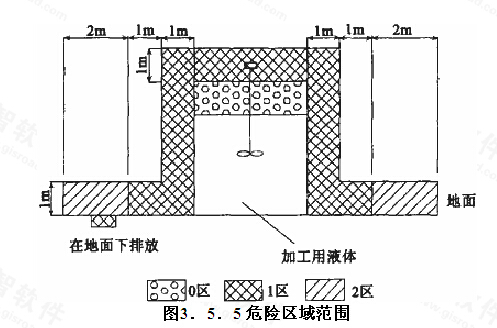 2m 1m 1m 1m 1m 2m
1m
1m
地面
在地面下排放
加工用液体
0区 1区 2区
图3．5．5 危险区域范围